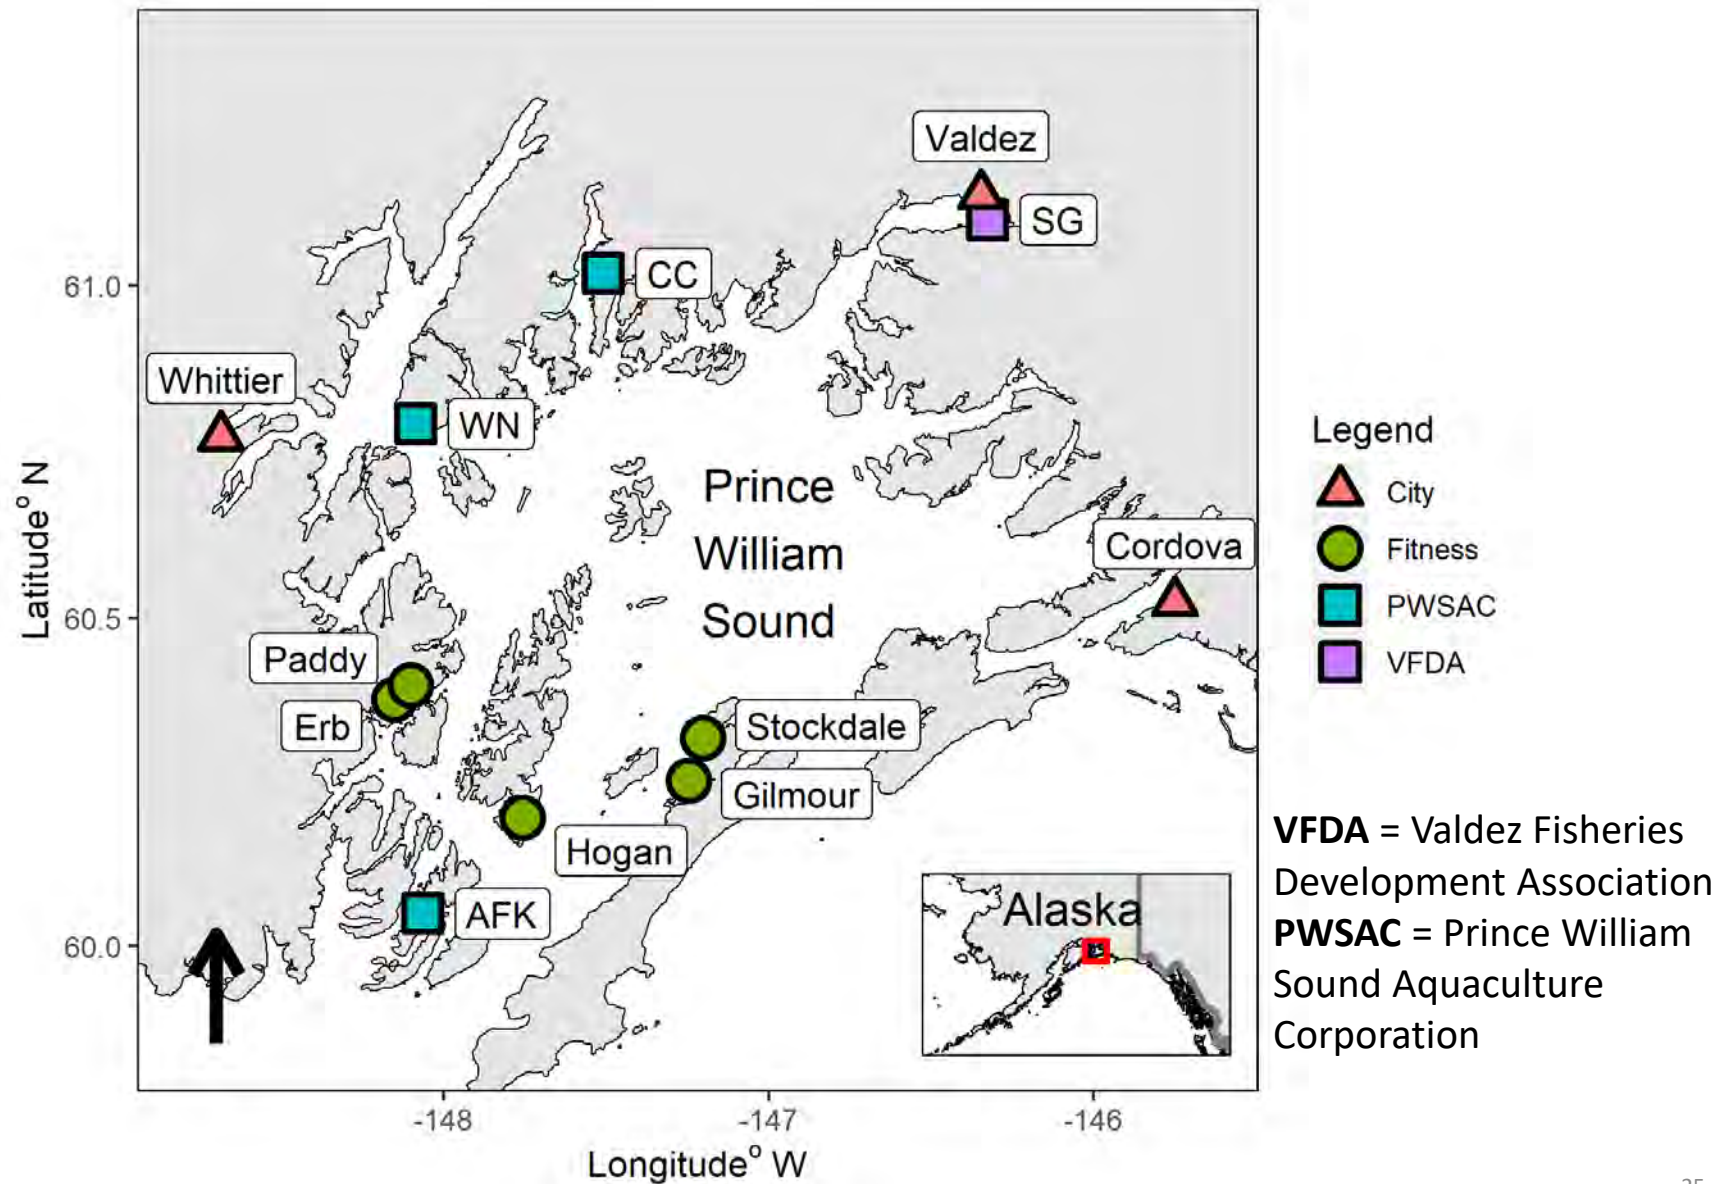 Valdez
SG
CC
61.0
Whittier
WN
Prince
William
Sound
Cordova
60.5
Latitude° N
Paddy
Erb
Stockdale
Gilmour
Hogan
AFK
60.0
Alaska
-148
-147
-146
Longitude° W
Legend
City
Fitness
PWSAC
VFDA
VFDA = Valdez Fisheries
Development Association
PWSAC = Prince William
Sound Aquaculture
Corporation